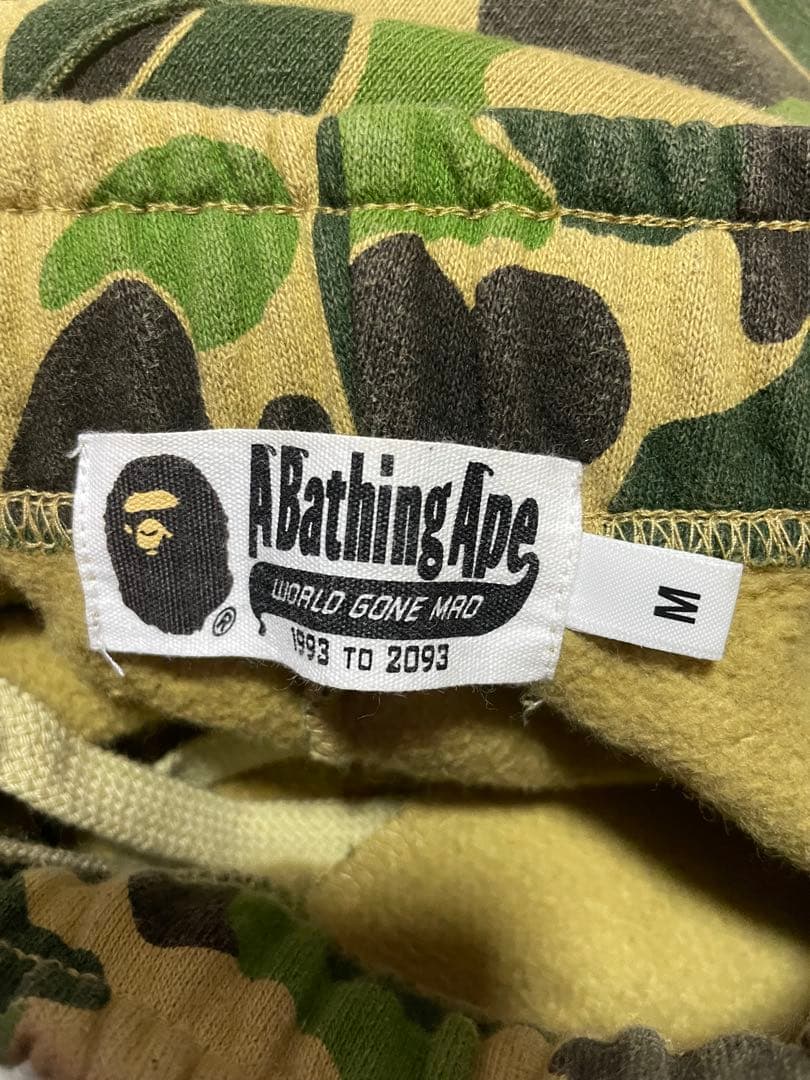 A Bathing Ape
WORLD GONE MAD
1993 TO 2093
®
M